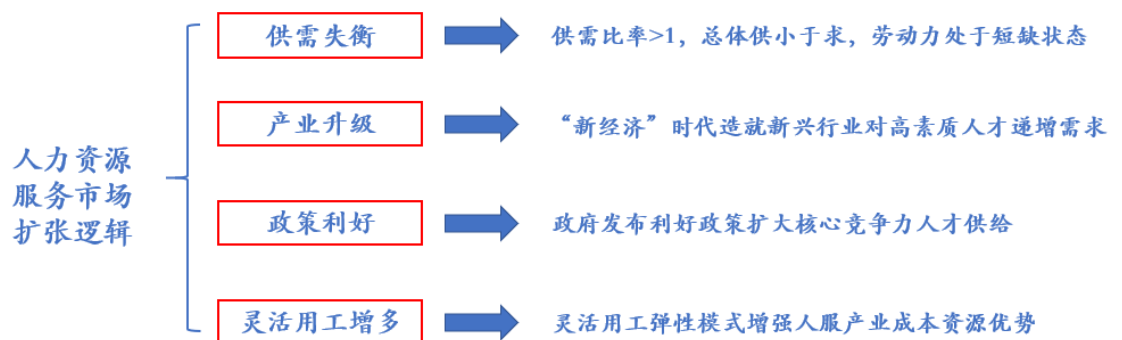 人力资源
服务市场
扩张逻辑
供需失衡
供需比率>1，总体供小于求，劳动力处于短缺状态
产业升级
“新经济”时代造就新兴行业对高素质人才递增需求
政策利好
政府发布利好政策扩大核心竞争力人才供给
灵活用工增多
灵活用工弹性模式增强人服产业成本资源优势